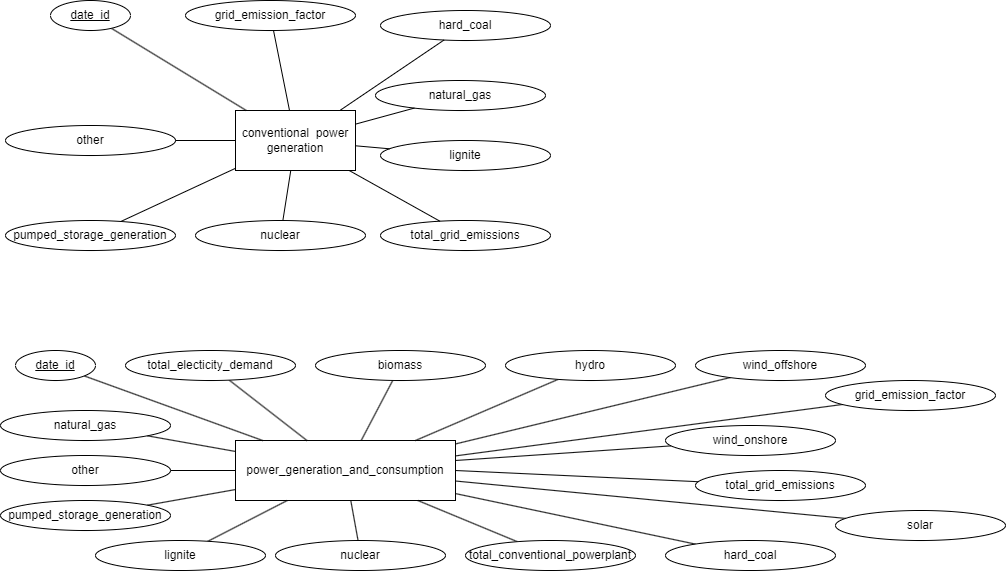 date_id
grid_emission_factor
hard_coal
natural_gas
conventional power
generation
other
lignite
pumped_storage_generation
nuclear
total_grid_emissions
date_id
total_electicity_demand
biomass
hydro
wind_offshore
grid_emission_factor
natural_gas
wind_onshore
other
power_generation_and_consumption
total_grid_emissions
pumped_storage_generation
solar
lignite
nuclear
total_conventional_powerplant
hard_coal